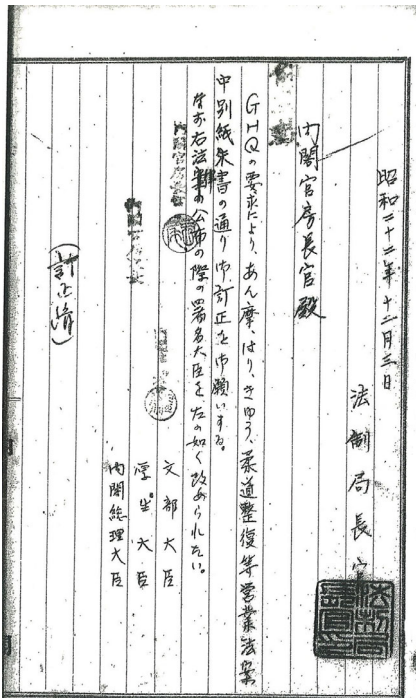 昭和二十二年十二月三日
法制局長官
内閣官房長官殿
GHQの要求により、あん摩、はり、きゆう、柔道整復等営業法案
中別紙朱書の通り御訂正を御願いする。
なお右法律の公布の際の署名大臣を左の如く改められたい。
文部大臣
厚生大臣
内閣総理大臣
（訂正済）